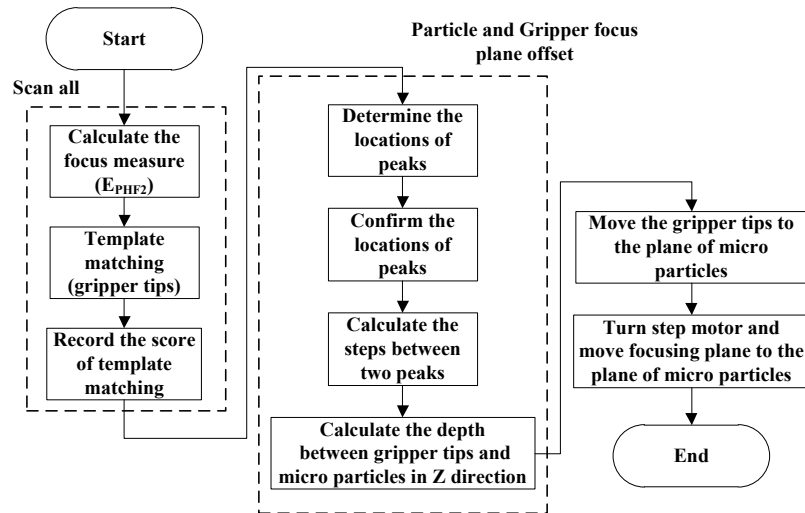 Start
Scan all
Calculate the
focus measure
(EPHF2)
Template
matching
(gripper tips)
Record the score
of template
matching
Particle and Gripper focus
plane offset
Determine the
locations of
peaks
Confirm the
locations of
peaks
Calculate the
steps between
two peaks
Calculate the depth
between gripper tips and
micro particles in Z direction
Move the gripper tips to
the plane of micro
particles
Turn step motor and
move focusing plane to the
plane of micro particles
End